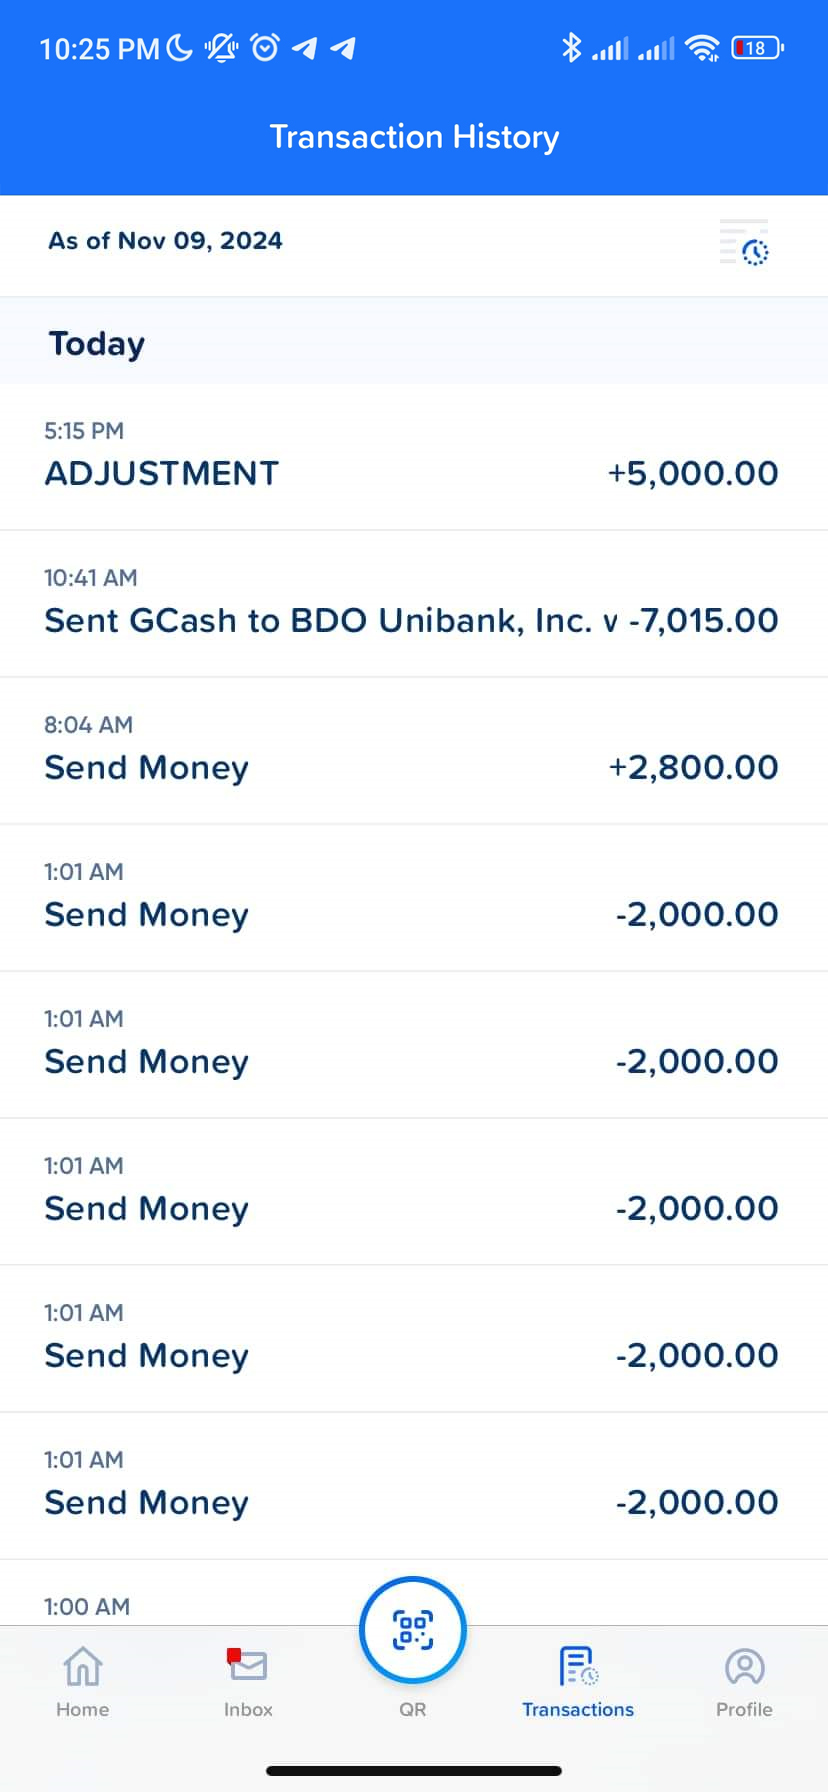 10:25 PM
18
Transaction History
As of Nov 09, 2024
Today
5:15 PM
ADJUSTMENT +5,000.00
10:41 AM
Sent GCash to BDO Unibank, Inc. v -7,015.00
8:04 AM
Send Money +2,800.00
1:01 AM
Send Money -2,000.00
1:01 AM
Send Money -2,000.00
1:01 AM
Send Money -2,000.00
1:01 AM
Send Money -2,000.00
1:01 AM
Send Money -2,000.00
1:00 AM
Home Inbox QR Transactions Profile